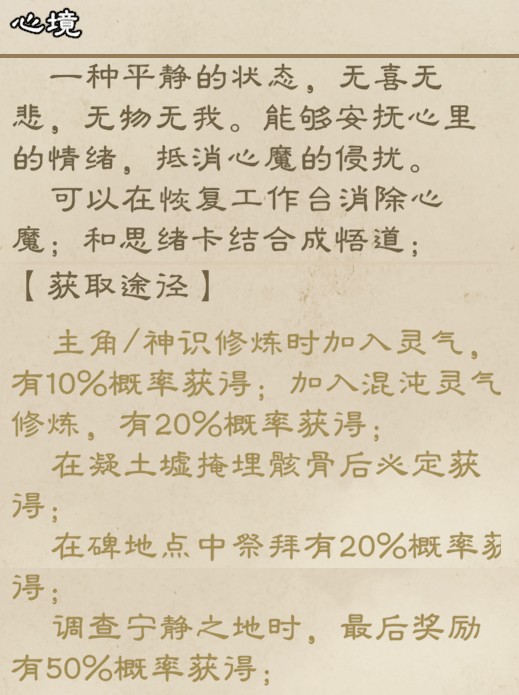 心境
一种平静的状态，无喜无
悲，无物无我。能够安抚心里
的情绪，抵消心魔的侵扰。
可以在恢复工作台消除心
魔；和思绪卡结合成悟道；
【获取途径】
主角/神识修炼时加入灵气，
有10%概率获得；加入混沌灵气
修炼，有20%概率获得；
在凝土墟掩埋骸骨后必定获
得；
在碑地点中祭拜有20%概率获
得；
调查宁静之地时，最后奖励
有50%概率获得；